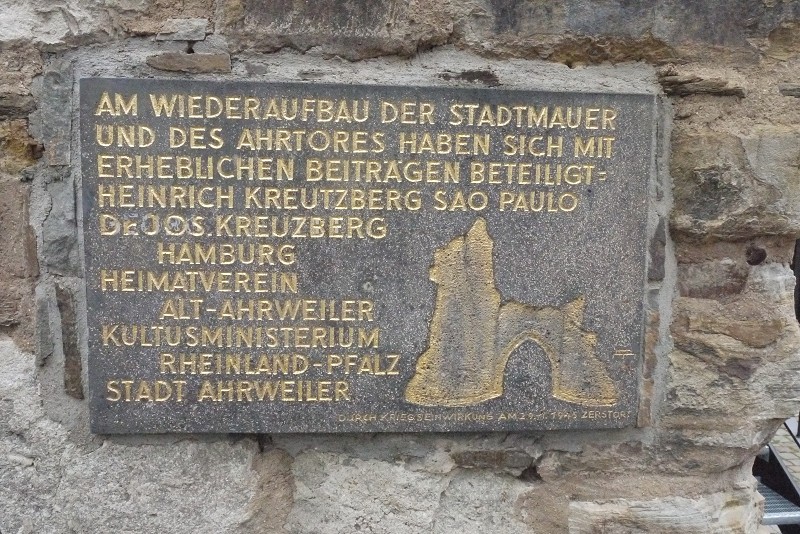 AM WIEDERAUFBAU DER STADTMAUER
UND DES AHRTORES HABEN SICH MIT
ERHEBLICHEN BEITRÄGEN BETEILIGT:
HEINRICH KREUTZBERG SAO PAULO
Dr. JOS. KREUZBERG
HAMBURG
HEIMATVEREIN
ALT-AHRWEILER
KULTUSMINISTERIUM
RHEINLAND-PFALZ
STADT AHRWEILER
DURCH KRIEGSEINWIRKUNG AM 1945 ZERSTÖRT